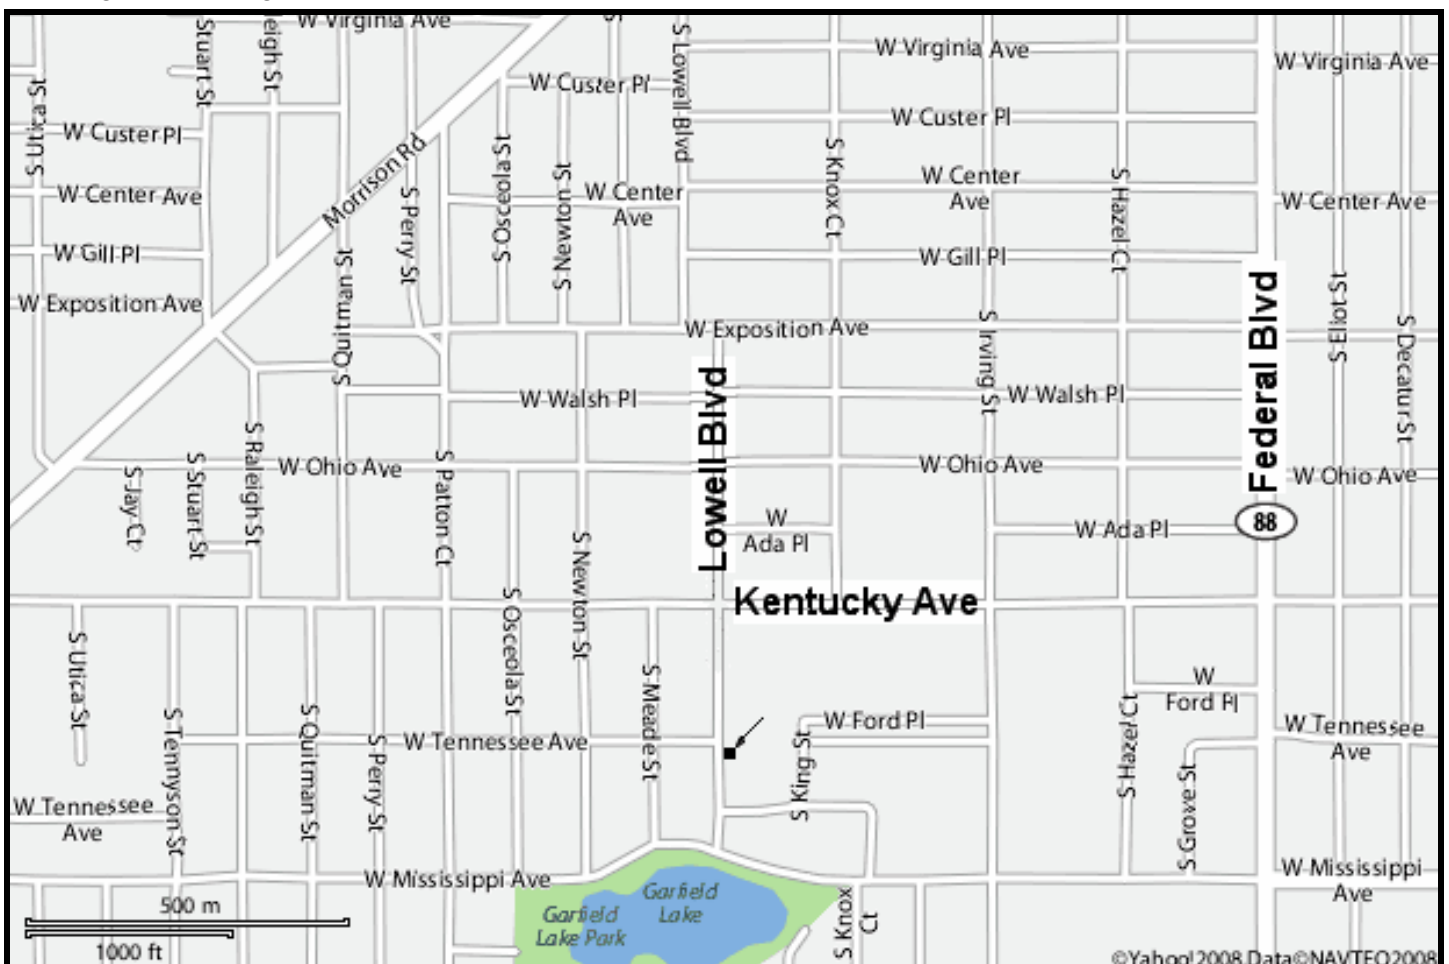 W Virginia Ave
Stuart St
eigh St
S Lowell Blvd
W Virginia Ave
W Virginia Ave
S Utica St
W Custer Pl
W Custer Pl
W Custer Pl
Morrison Rd
S Perry St
S Osceola St
S Newton St
S Knox Ct
S Hazel Ct
W Center Ave
W Center
Ave
W Center
Ave
W Center Ave
W Gill Pl
W Gill Pl
W Exposition Ave
S Quitman St
W Exposition Ave
S Irving St
Federal Blvd
S Eliot St
S Decatur St
Lowell Blvd
W Walsh Pl
W Walsh Pl
S Jay Ct
S Stuart St
S Raleigh St
W Ohio Ave
S Patton Ct
W Ohio Ave
W Ohio Ave
W
Ada Pl
W Ada Pl
88
S Newton St
Kentucky Ave
S Utica St
S Osceola St
S Meade St
W
Ford Pl
W Ford Pl
S Tennyson St
S Quitman St
S Perry St
W Tennessee Ave
S King St
S Hazel Ct
S Grove St
W Tennessee
Ave
W Tennessee
Ave
W Mississippi Ave
W Mississippi
Ave
Garfield
Lake
Garfield
Lake Park
S Knox
Ct
500 m
1000 ft
©Yahoo!2008 Data©NAVTEQ2008